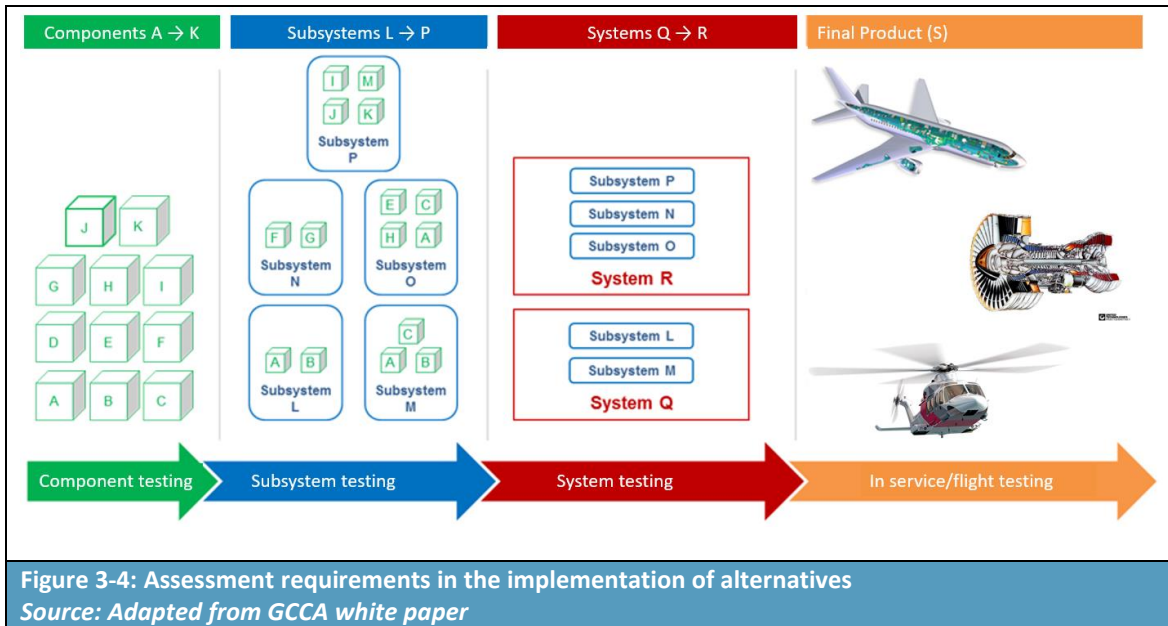 Components A → K
Subsystems L → P
Systems Q → R
Final Product (S)
J K
G H I
D E F
A B C
I M
J K
Subsystem
P
F G
Subsystem
N
E C
H A
Subsystem
O
A B
Subsystem
L
C
A B
Subsystem
M
Subsystem P
Subsystem N
Subsystem O
System R
Subsystem L
Subsystem M
System Q
Component testing
Subsystem testing
System testing
In service/flight testing
Figure 3-4: Assessment requirements in the implementation of alternatives
Source: Adapted from GCCA white paper